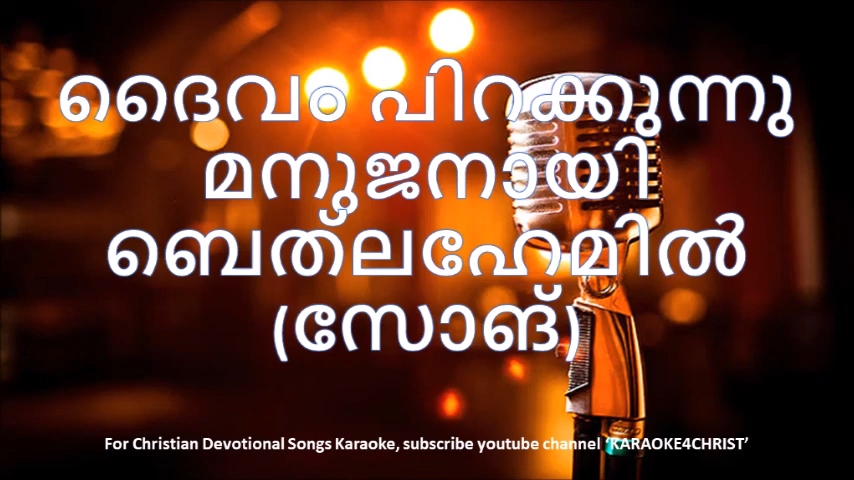 ദൈവം പിറക്കുന്നു
മനുജനായി
ബെത്ലഹേമിൽ
(സോങ്)
For Christian Devotional Songs Karaoke, subscribe youtube channel ‘KARAOKE4CHRIST’